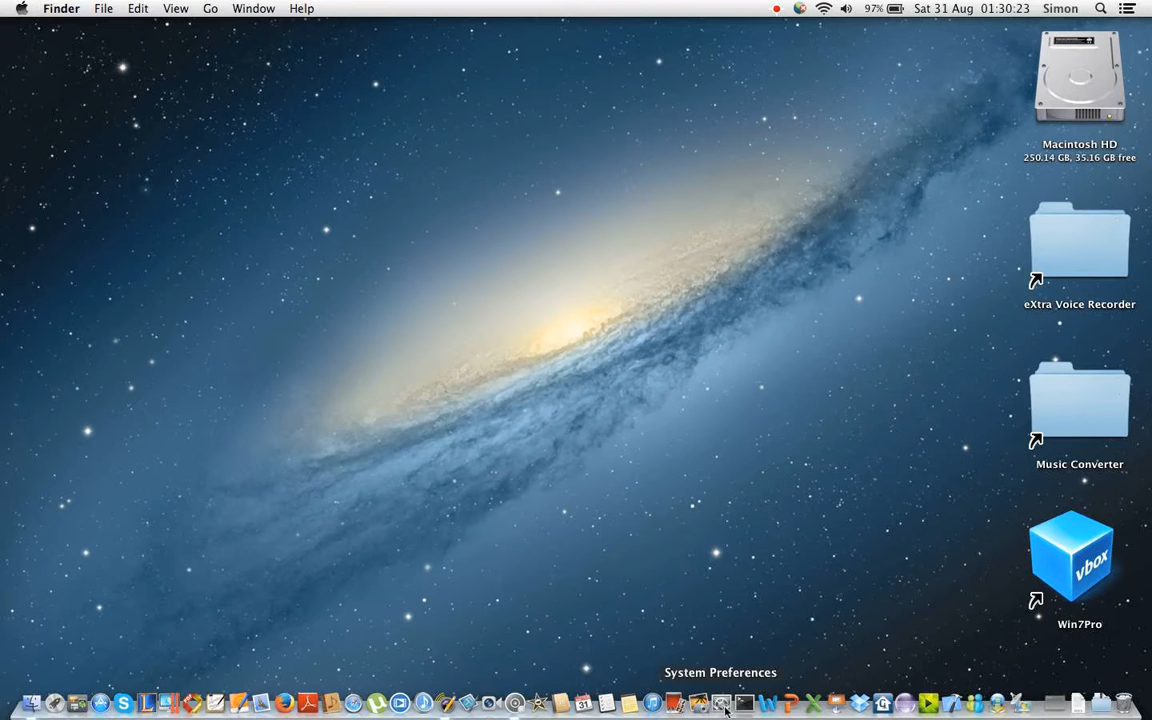 Finder File Edit View Go Window Help 97% Sat 31 Aug 01:30:23 Simon
Macintosh HD
250.14 GB, 35.16 GB free
eXtra Voice Recorder
Music Converter
vbox
Win7Pro
System Preferences
31